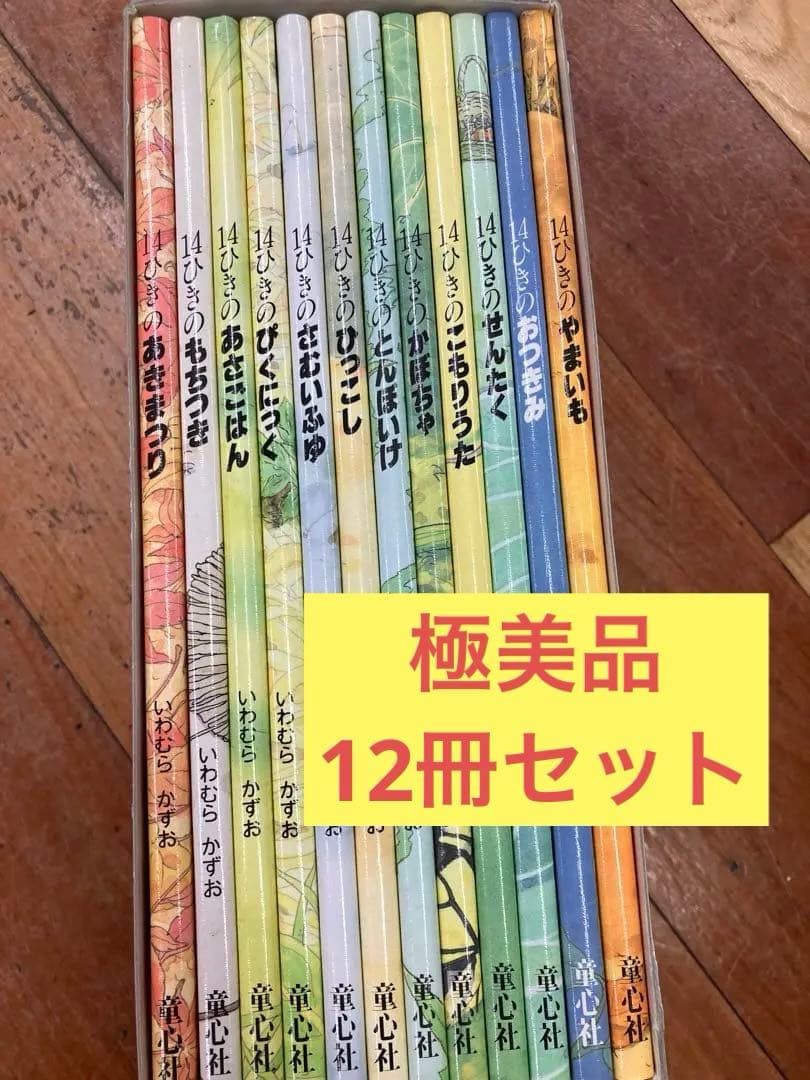 14ひきのあきまつり
いわむら かずお
童心社
14ひきのもちつき
いわむら かずお
童心社
14ひきのあさごはん
いわむら かずお
童心社
14ひきのぴくにっく
いわむら かずお
童心社
14ひきのさむいふゆ
お
童心社
14ひきのひっこし
お
童心社
14ひきのとんぼいけ
お
童心社
14ひきのかぼちゃ
童心社
14ひきのこもりうた
童心社
14ひきのせんたく
童心社
14ひきのおつきみ
童心社
14ひきのやまいも
童心社
極美品
12冊セット